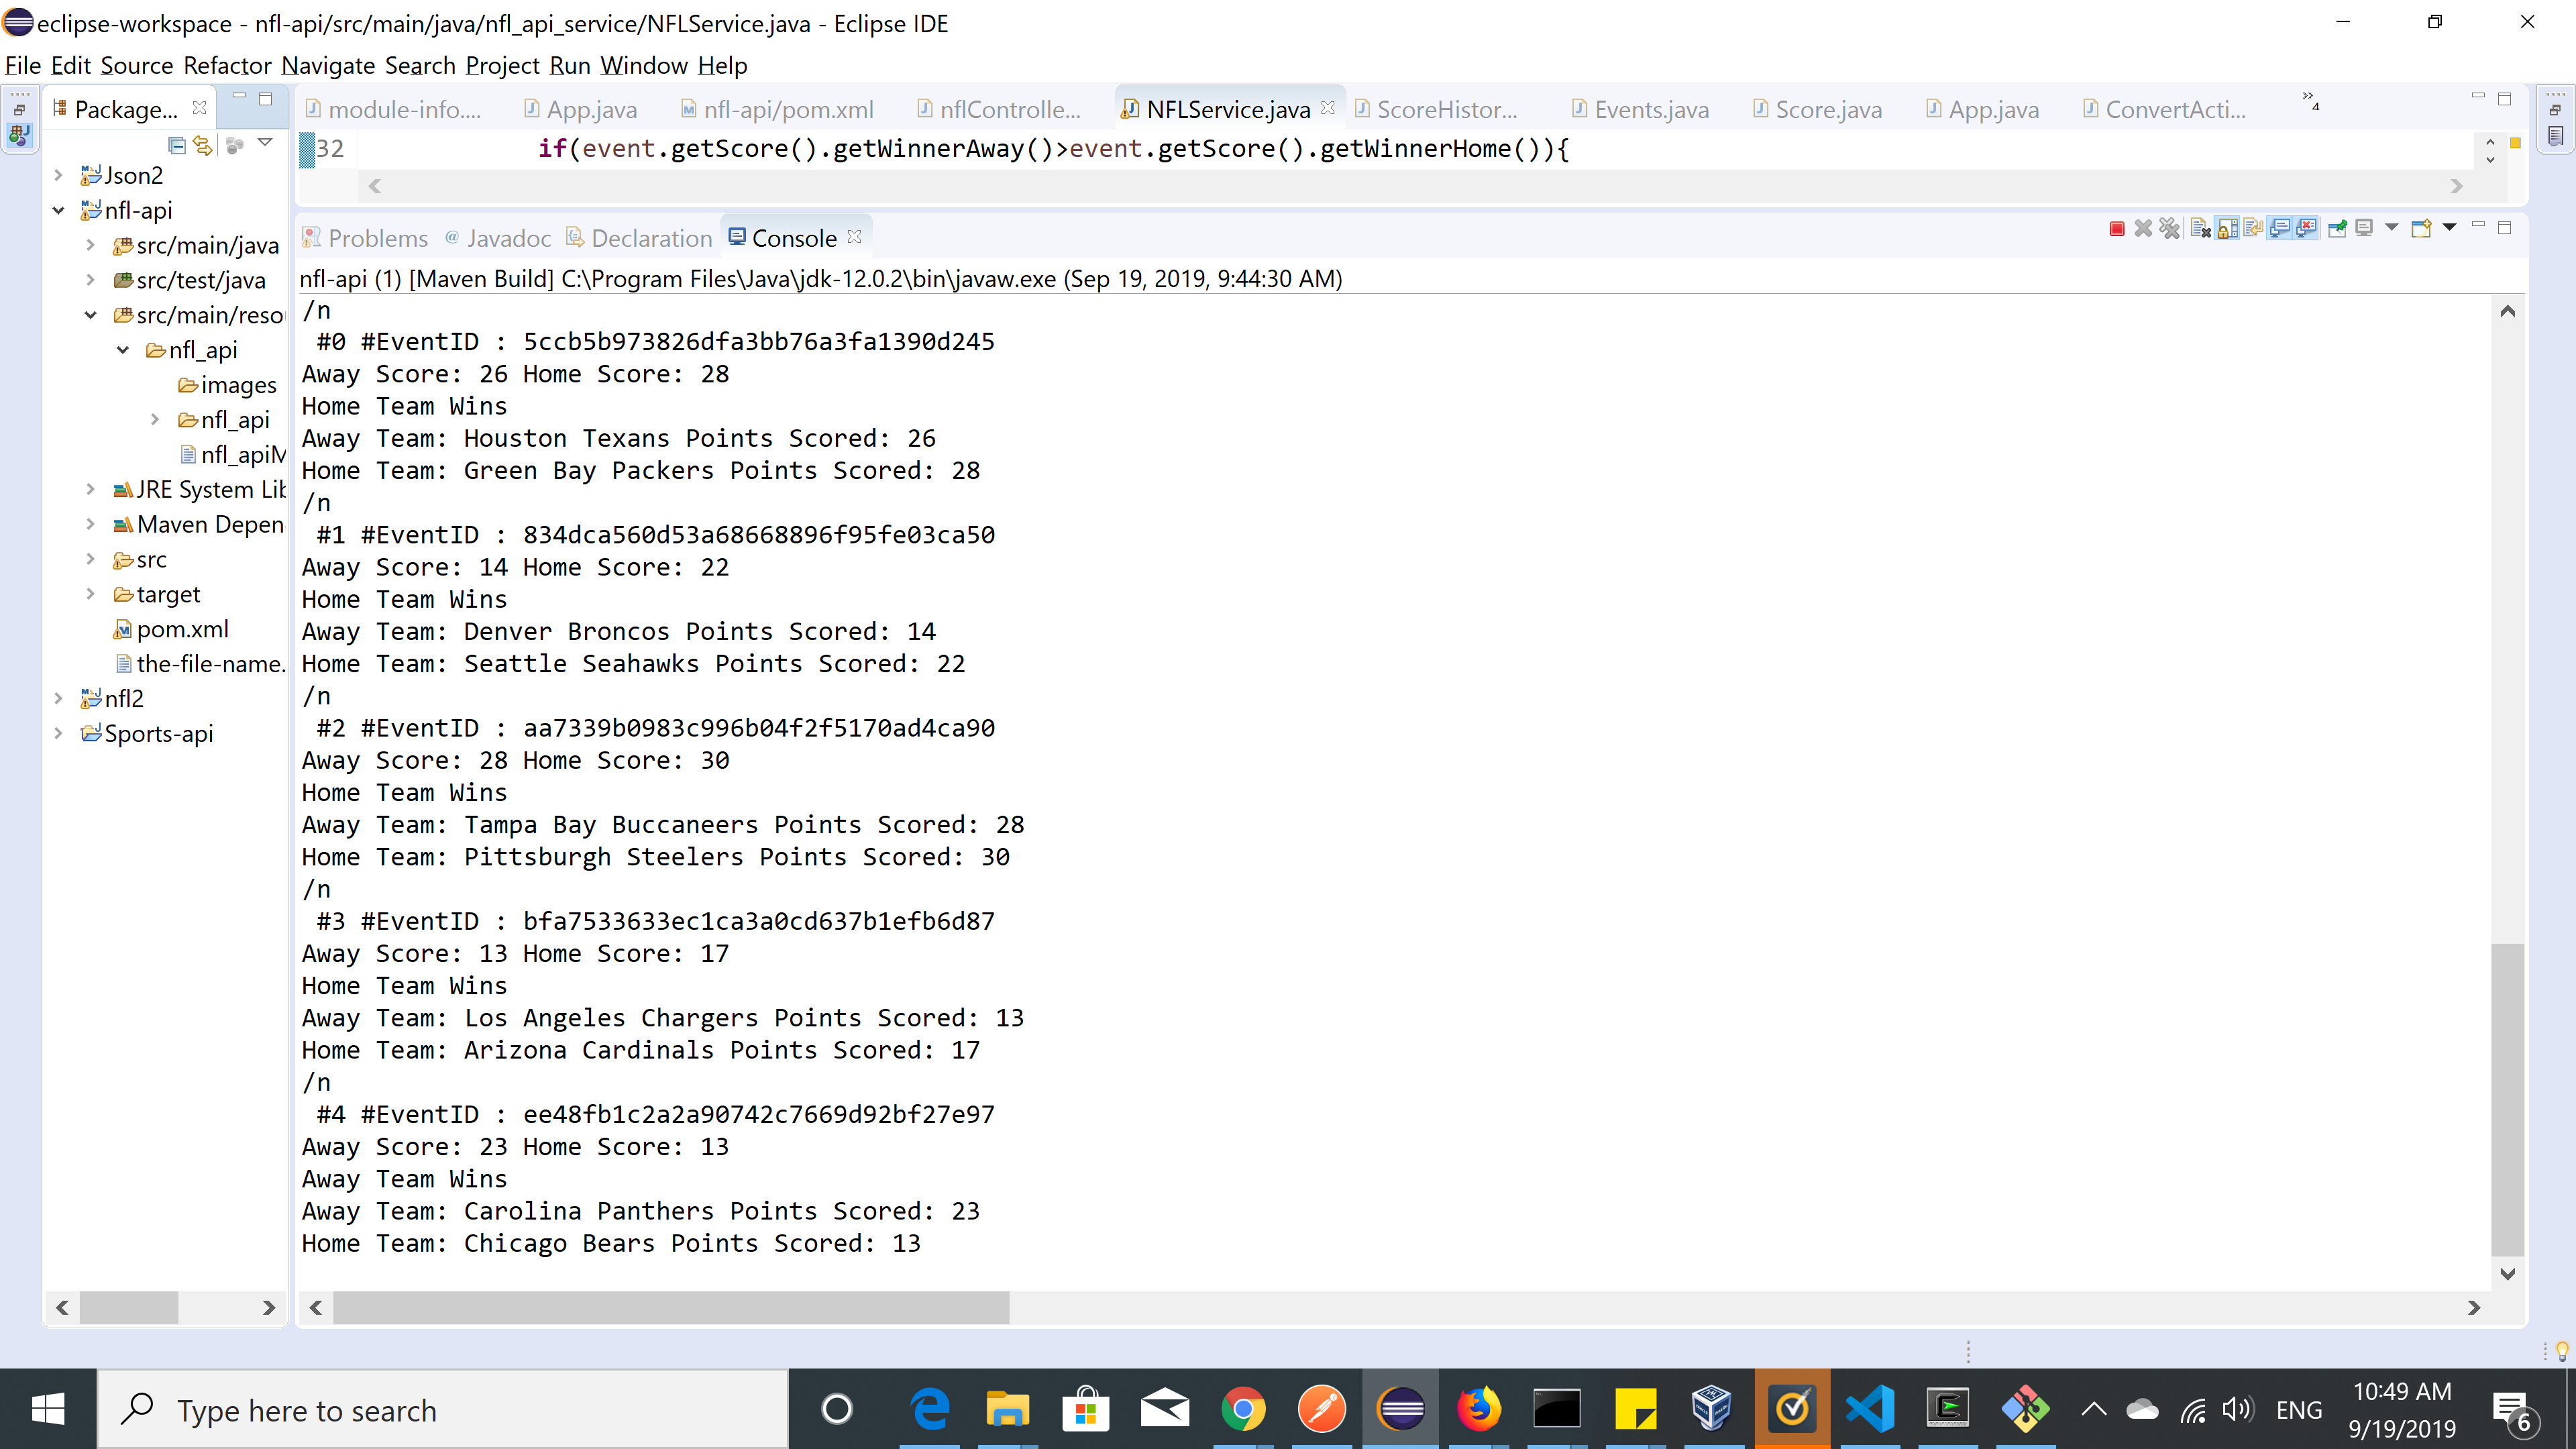 eclipse-workspace - nfl-api/src/main/java/nfl_api_service/NFLService.java - Eclipse IDE
File Edit Source Refactor Navigate Search Project Run Window Help
Package...
module-info.... App.java nfl-api/pom.xml nflControlle... NFLService.java ScoreHistor... Events.java Score.java App.java ConvertActi... »4
32 if(event.getScore().getWinnerAway()>event.getScore().getWinnerHome()){
Json2
nfl-api
src/main/java
src/test/java
src/main/reso
nfl_api
images
nfl_api
nfl_apiM
JRE System Lib
Maven Depen
src
target
pom.xml
the-file-name.
nfl2
Sports-api
Problems @ Javadoc Declaration Console
nfl-api (1) [Maven Build] C:\Program Files\Java\jdk-12.0.2\bin\javaw.exe (Sep 19, 2019, 9:44:30 AM)
/n
#0 #EventID : 5ccb5b973826dfa3bb76a3fa1390d245
Away Score: 26 Home Score: 28
Home Team Wins
Away Team: Houston Texans Points Scored: 26
Home Team: Green Bay Packers Points Scored: 28
/n
#1 #EventID : 834dca560d53a68668896f95fe03ca50
Away Score: 14 Home Score: 22
Home Team Wins
Away Team: Denver Broncos Points Scored: 14
Home Team: Seattle Seahawks Points Scored: 22
/n
#2 #EventID : aa7339b0983c996b04f2f5170ad4ca90
Away Score: 28 Home Score: 30
Home Team Wins
Away Team: Tampa Bay Buccaneers Points Scored: 28
Home Team: Pittsburgh Steelers Points Scored: 30
/n
#3 #EventID : bfa7533633ec1ca3a0cd637b1efb6d87
Away Score: 13 Home Score: 17
Home Team Wins
Away Team: Los Angeles Chargers Points Scored: 13
Home Team: Arizona Cardinals Points Scored: 17
/n
#4 #EventID : ee48fb1c2a2a90742c7669d92bf27e97
Away Score: 23 Home Score: 13
Away Team Wins
Away Team: Carolina Panthers Points Scored: 23
Home Team: Chicago Bears Points Scored: 13
Type here to search
ENG
10:49 AM
9/19/2019
6